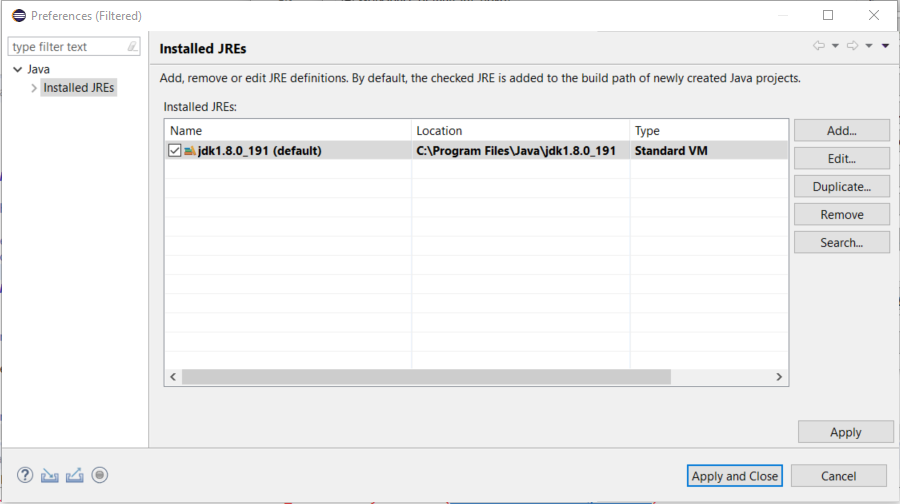 Preferences (Filtered)
type filter text
Java
Installed JREs
Installed JREs
Add, remove or edit JRE definitions. By default, the checked JRE is added to the build path of newly created Java projects.
Installed JREs:
Name Location Type
jdk1.8.0_191 (default) C:\Program Files\Java\jdk1.8.0_191 Standard VM
Add...
Edit...
Duplicate...
Remove
Search...
Apply
Apply and Close Cancel